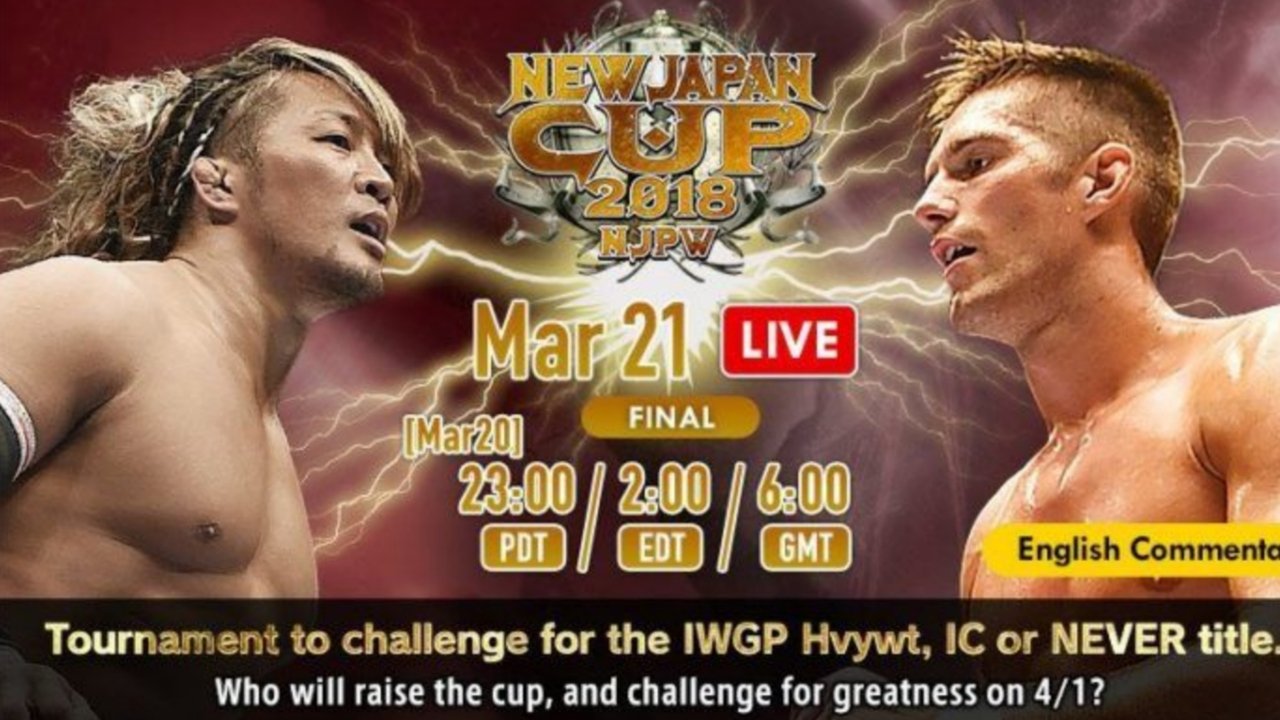 NEW JAPAN
CUP
2018
NJPW
Mar 21 LIVE
FINAL
[Mar20]
23:00 / 2:00 / 6:00
PDT EDT GMT
English Commenta
Tournament to challenge for the IWGP Hvywt, IC or NEVER title.
Who will raise the cup, and challenge for greatness on 4/1?